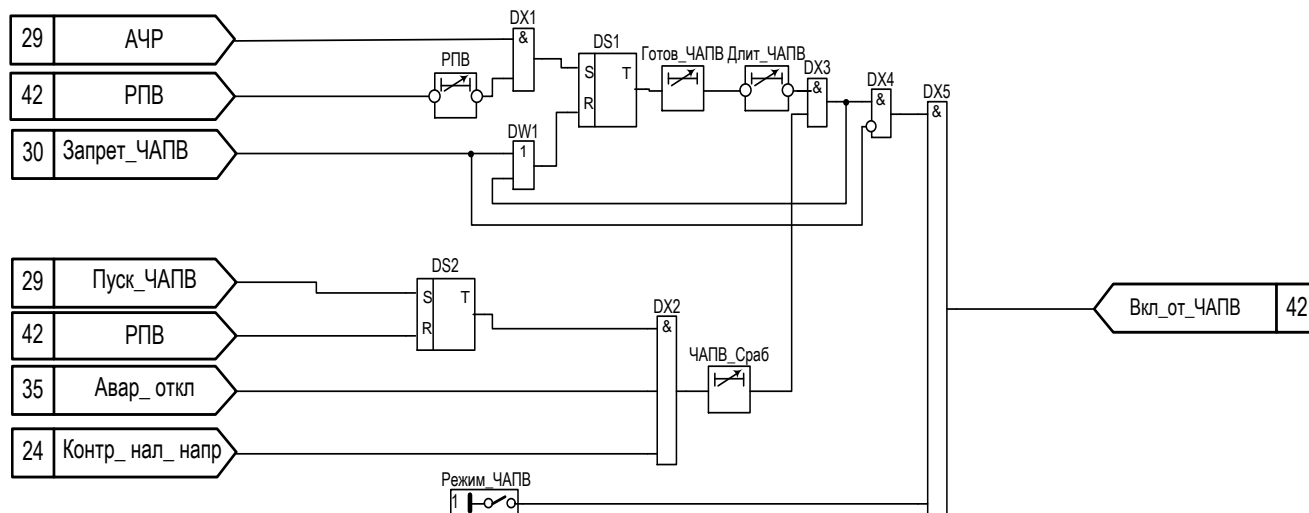 29 АЧР
42 РПВ
30 Запрет_ЧАПВ
РПВ
DX1
&
DS1
S T
R
Готов_ЧАПВ
Длит_ЧАПВ
DX3
&
DX4
&
DX5
&
DW1
1
29 Пуск_ЧАПВ
42 РПВ
35 Авар_ откл
24 Контр_ нал_ напр
DS2
S T
R
DX2
&
ЧАПВ_Сраб
Режим_ЧАПВ
1
Вкл_от_ЧАПВ 42